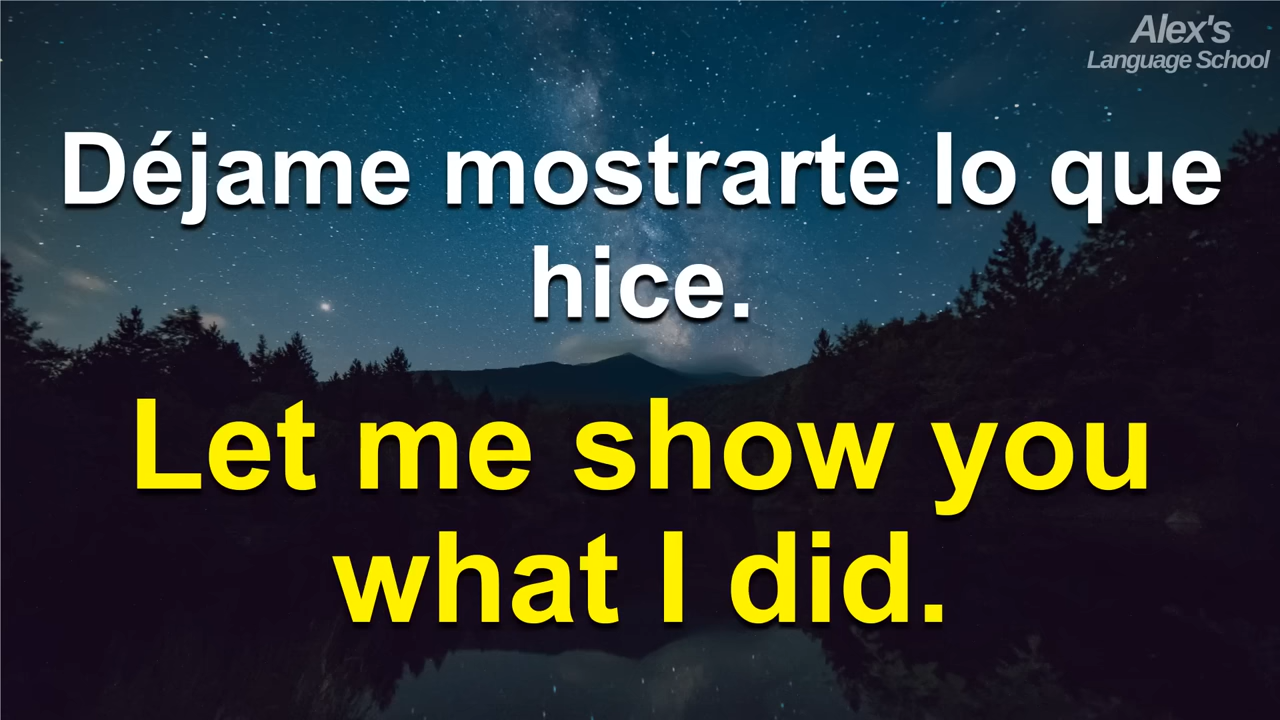 Alex's
Language School
Déjame mostrarte lo que
hice.
Let me show you
what I did.